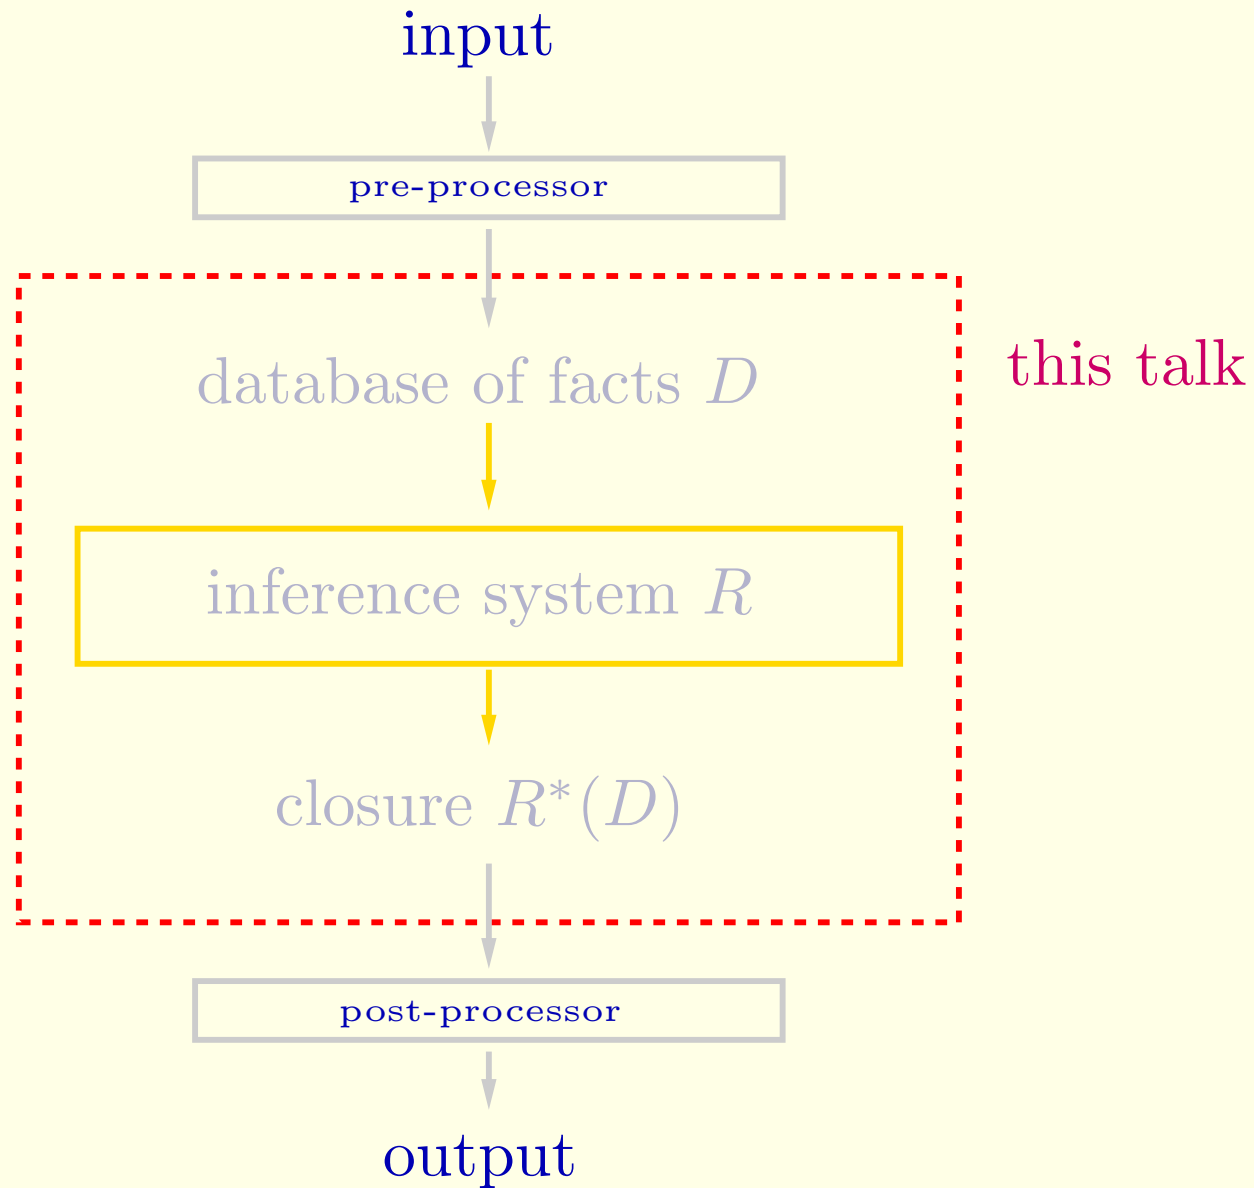 input
pre-processor
database of facts D
this talk
inference system R
closure R*(D)
post-processor
output